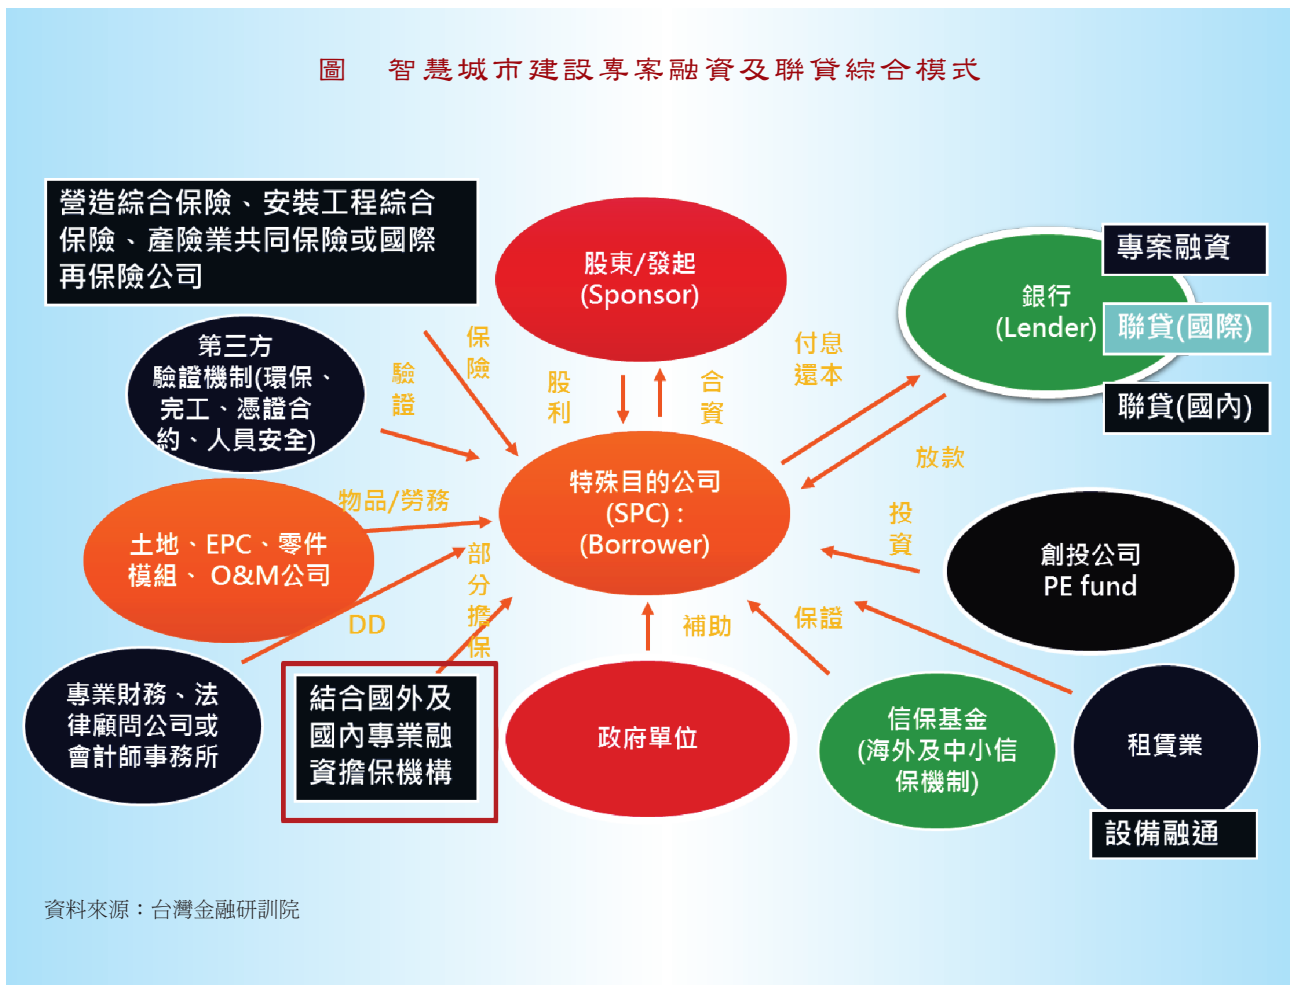 圖　智慧城市建設專案融資及聯貸綜合模式
營造綜合保險、安裝工程綜合
保險、產險業共同保險或國際
再保險公司
股東/發起
(Sponsor)
專案融資
銀行
(Lender)
聯貸(國際)
聯貸(國內)
第三方
驗證機制(環保、
完工、憑證合
約、人員安全)
驗
證
保
險
股
利
合
資
付息
還本
放款
特殊目的公司
(SPC) :
(Borrower)
物品/勞務
土地、EPC、零件
模組、 O&M公司
投
資
創投公司
PE fund
DD
部
分
擔
保
補助
保證
專業財務、法
律顧問公司或
會計師事務所
結合國外及
國內專業融
資擔保機構
政府單位
信保基金
(海外及中小信
保機制)
租賃業
設備融通
資料來源：台灣金融研訓院